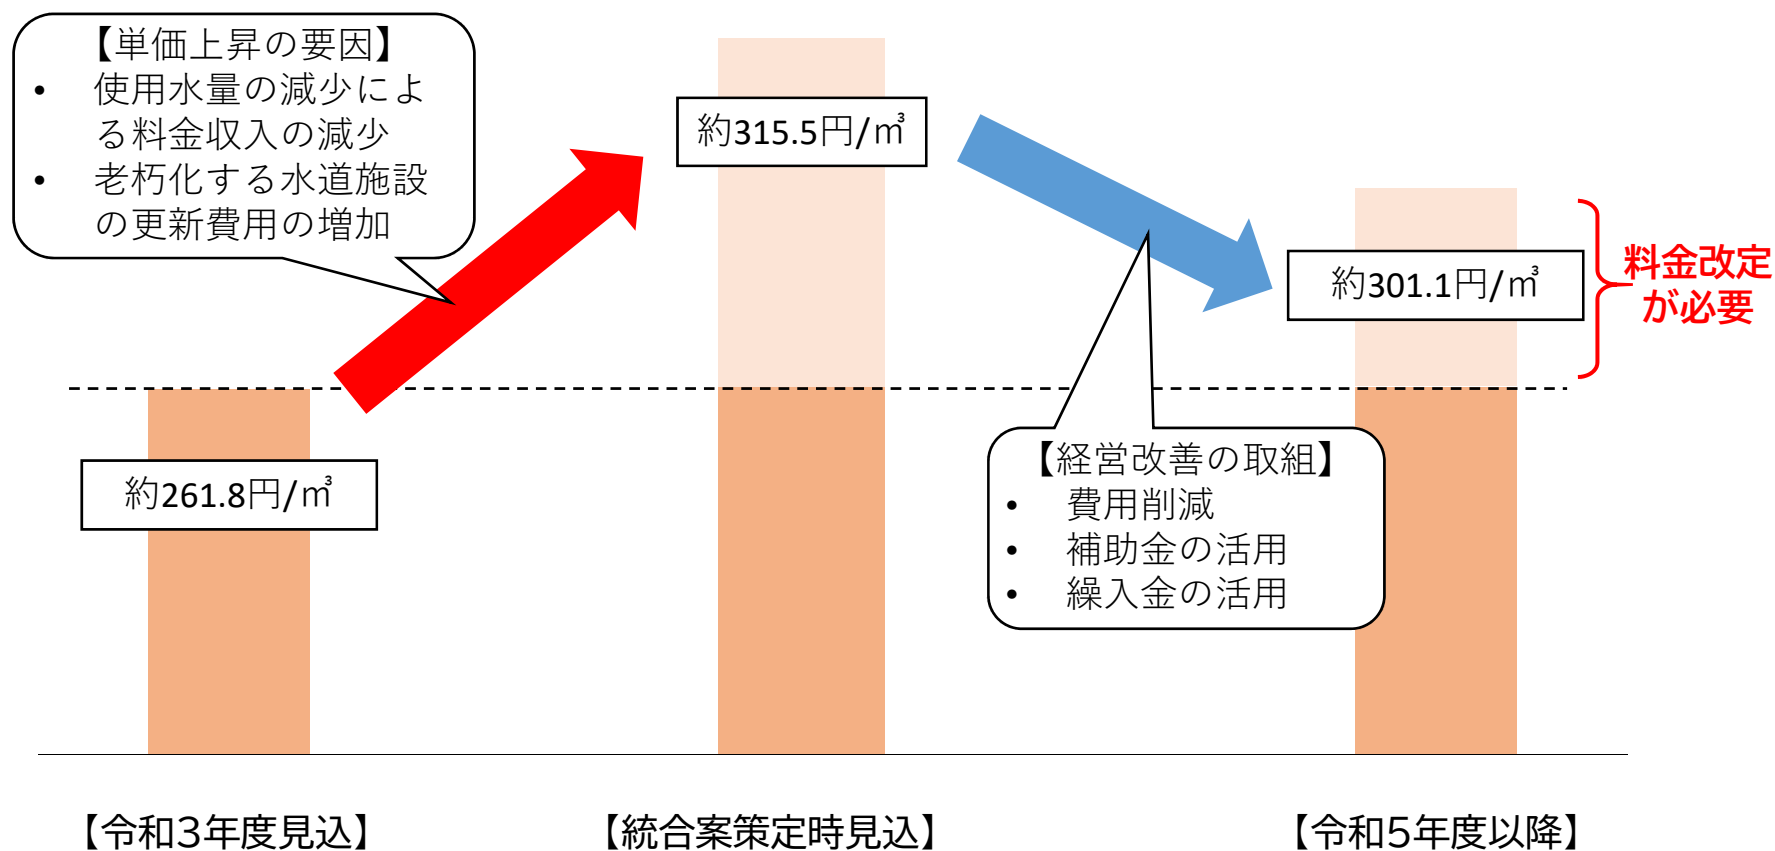 【単価上昇の要因】
• 使用水量の減少によ
る料金収入の減少
• 老朽化する水道施設
の更新費用の増加
約315.5円/㎥
約301.1円/㎥
料金改定
が必要
約261.8円/㎥
【経営改善の取組】
• 費用削減
• 補助金の活用
• 繰入金の活用
【令和3年度見込】
【統合案策定時見込】
【令和5年度以降】